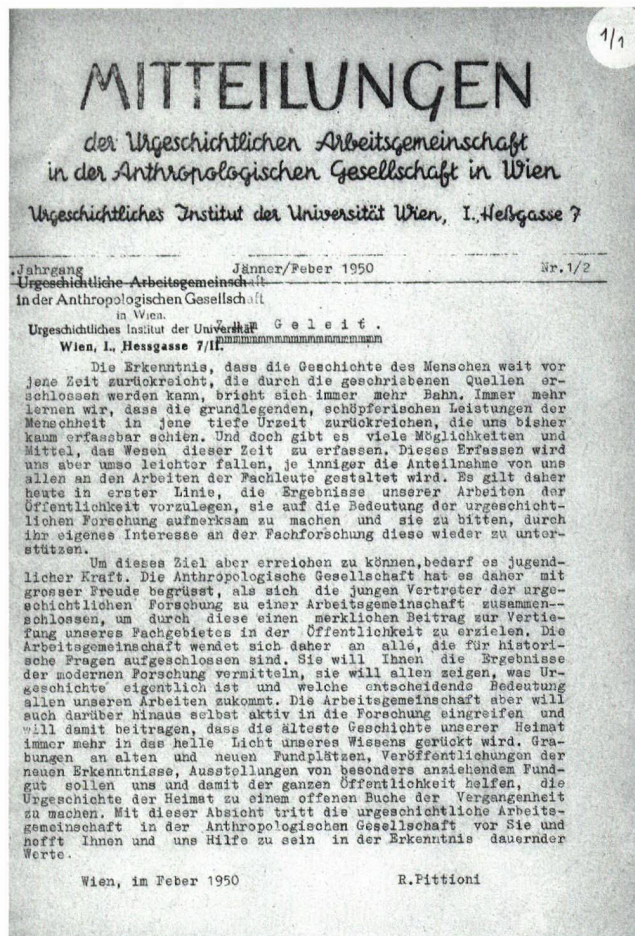 1/1
MITTEILUNGEN
der Urgeschichtlichen Arbeitsgemeinschaft
in der Anthropologischen Gesellschaft in Wien
Urgeschichtliches Institut der Universität Wien, I., Heßgasse 7
.Jahrgang Jänner/Feber 1950 Nr.1/2
Urgeschichtliche Arbeitsgemeinschaft
in der Anthropologischen Gesellschaft
in Wien.
Urgeschichtliches Institut der Universität
Zum Geleit.
Wien, I., Hessgasse 7/II.
Die Erkenntnis, dass die Geschichte des Menschen weit vor
jene Zeit zurückreicht, die durch die geschriebenen Quellen er-
schlossen werden kann, bricht sich immer mehr Bahn. Immer mehr
lernen wir, dass die grundlegenden, schöpferischen Leistungen der
Menschheit in jene tiefe Urzeit zurückreichen, die uns bisher
kaum erfassbar schien. Und doch gibt es viele Möglichkeiten und
Mittel, das Wesen dieser Zeit zu erfassen. Dieses Erfassen wird
uns aber umso leichter fallen, je inniger die Anteilnahme von uns
allen an den Arbeiten der Fachleute gestaltet wird. Es gilt daher
heute in erster Linie, die Ergebnisse unserer Arbeiten der
Öffentlichkeit vorzulegen, sie auf die Bedeutung der urgeschicht-
lichen Forschung aufmerksam zu machen und sie zu bitten, durch
ihr eigenes Interesse an der Fachforschung diese wieder zu unter-
stützen.
Um dieses Ziel aber erreichen zu können,bedarf es jugend-
licher Kraft. Die Anthropologische Gesellschaft hat es daher mit
grosser Freude begrüsst, als sich die jungen Vertreter der urge-
schichtlichen Forschung zu einer Arbeitsgemeinschaft zusammen--
schlossen, um durch diese einen merklichen Beitrag zur Vertie-
fung unseres Fachgebietes in der Öffentlichkeit zu erzielen. Die
Arbeitsgemeinschaft wendet sich daher an alle, die für histori-
sche Fragen aufgeschlossen sind. Sie will Ihnen die Ergebnisse
der modernen Forschung vermitteln, sie will allen zeigen, was Ur-
geschichte eigentlich ist und welche entscheidende Bedeutung
allen unseren Arbeiten zukommt. Die Arbeitsgemeinschaft aber will
auch darüber hinaus selbst aktiv in die Forschung eingreifen und
will damit beitragen, dass die älteste Geschichte unserer Heimat
immer mehr in das helle Licht unseres Wissens gerückt wird. Gra-
bungen an alten und neuen Fundplätzen, Veröffentlichungen der
neuen Erkenntnisse, Ausstellungen von besonders anziehendem Fund-
gut sollen uns und damit der ganzen Öffentlichkeit helfen, die
Urgeschichte der Heimat zu einem offenen Buche der Vergangenheit
zu machen. Mit dieser Absicht tritt die urgeschichtliche Arbeits-
gemeinschaft in der Anthropologischen Gesellschaft vor Sie und
hofft Ihnen und uns Hilfe zu sein in der Erkenntnis dauernder
Werte.
Wien, im Feber 1950 R.Pittioni